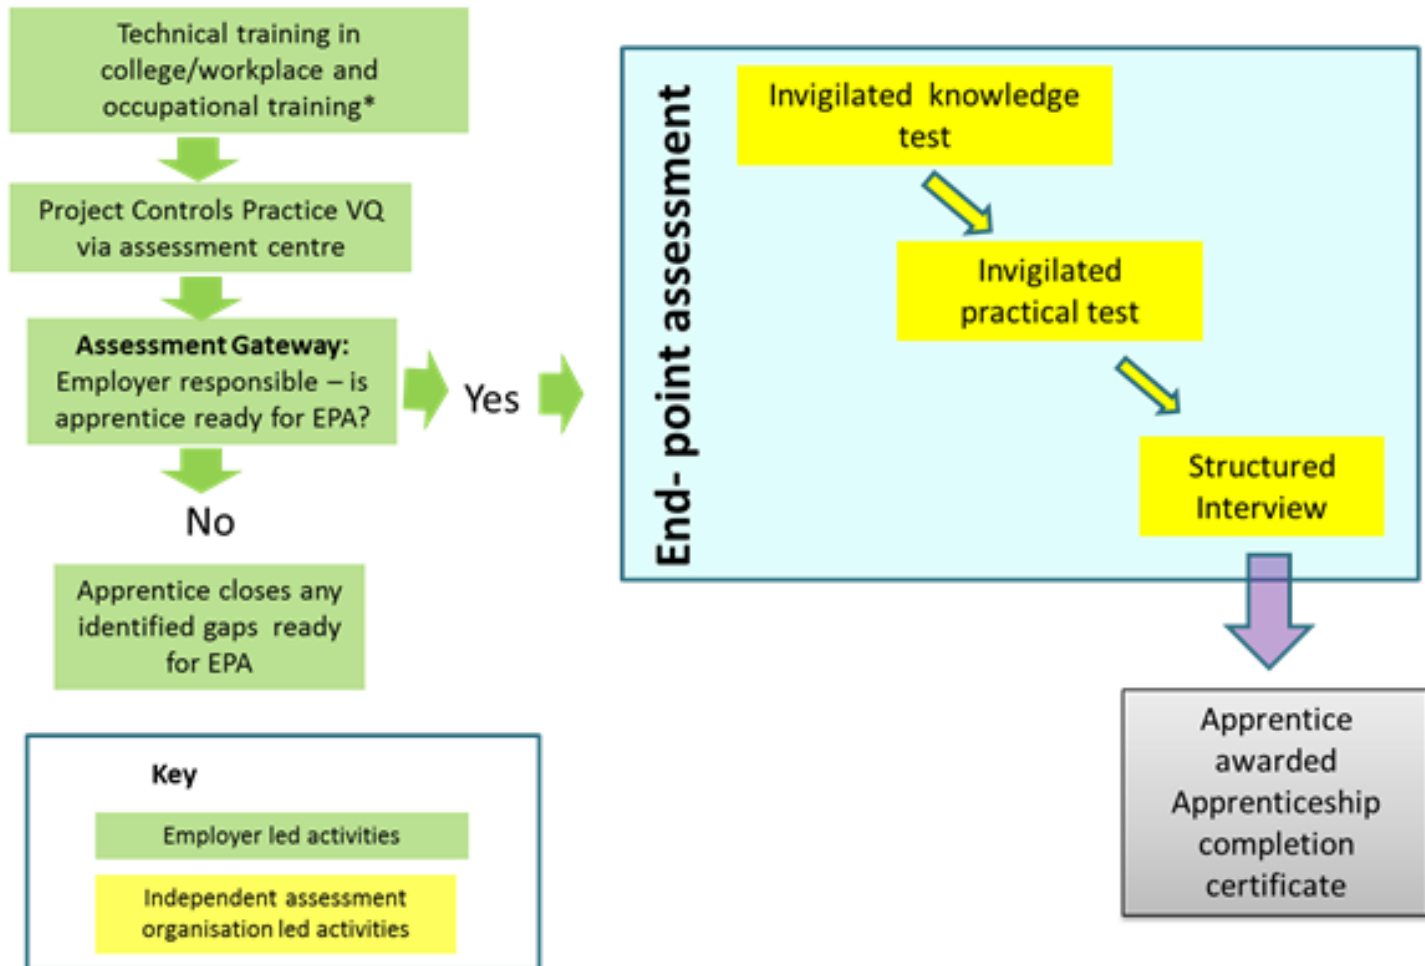 Technical training in
college/workplace and
occupational training*
Project Controls Practice VQ
via assessment centre
Assessment Gateway:
Employer responsible – is
apprentice ready for EPA?
Yes
No
Apprentice closes any
identified gaps ready
for EPA
End- point assessment
Invigilated knowledge
test
Invigilated
practical test
Structured
Interview
Apprentice
awarded
Apprenticeship
completion
certificate
Key
Employer led activities
Independent assessment
organisation led activities